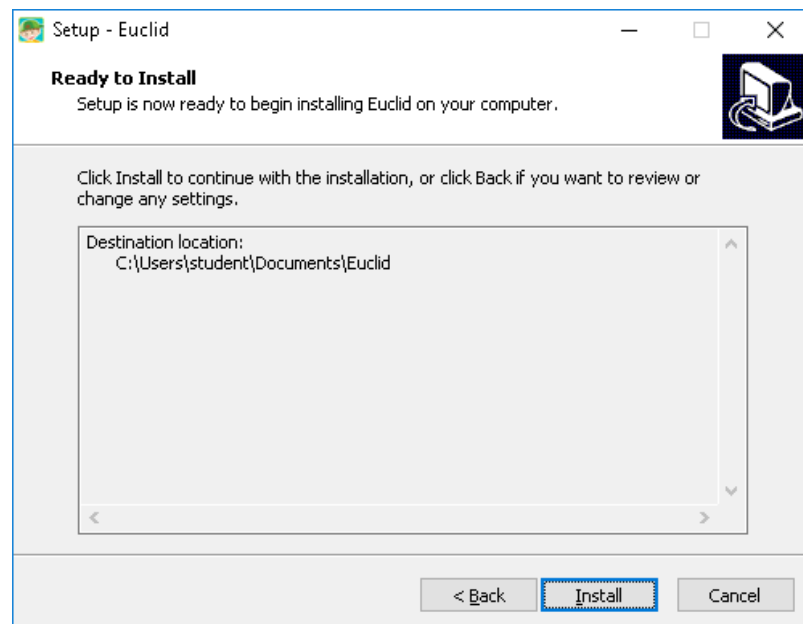 Setup - Euclid
Ready to Install
Setup is now ready to begin installing Euclid on your computer.
Click Install to continue with the installation, or click Back if you want to review or
change any settings.
Destination location:
C:\Users\student\Documents\Euclid
< Back Install Cancel